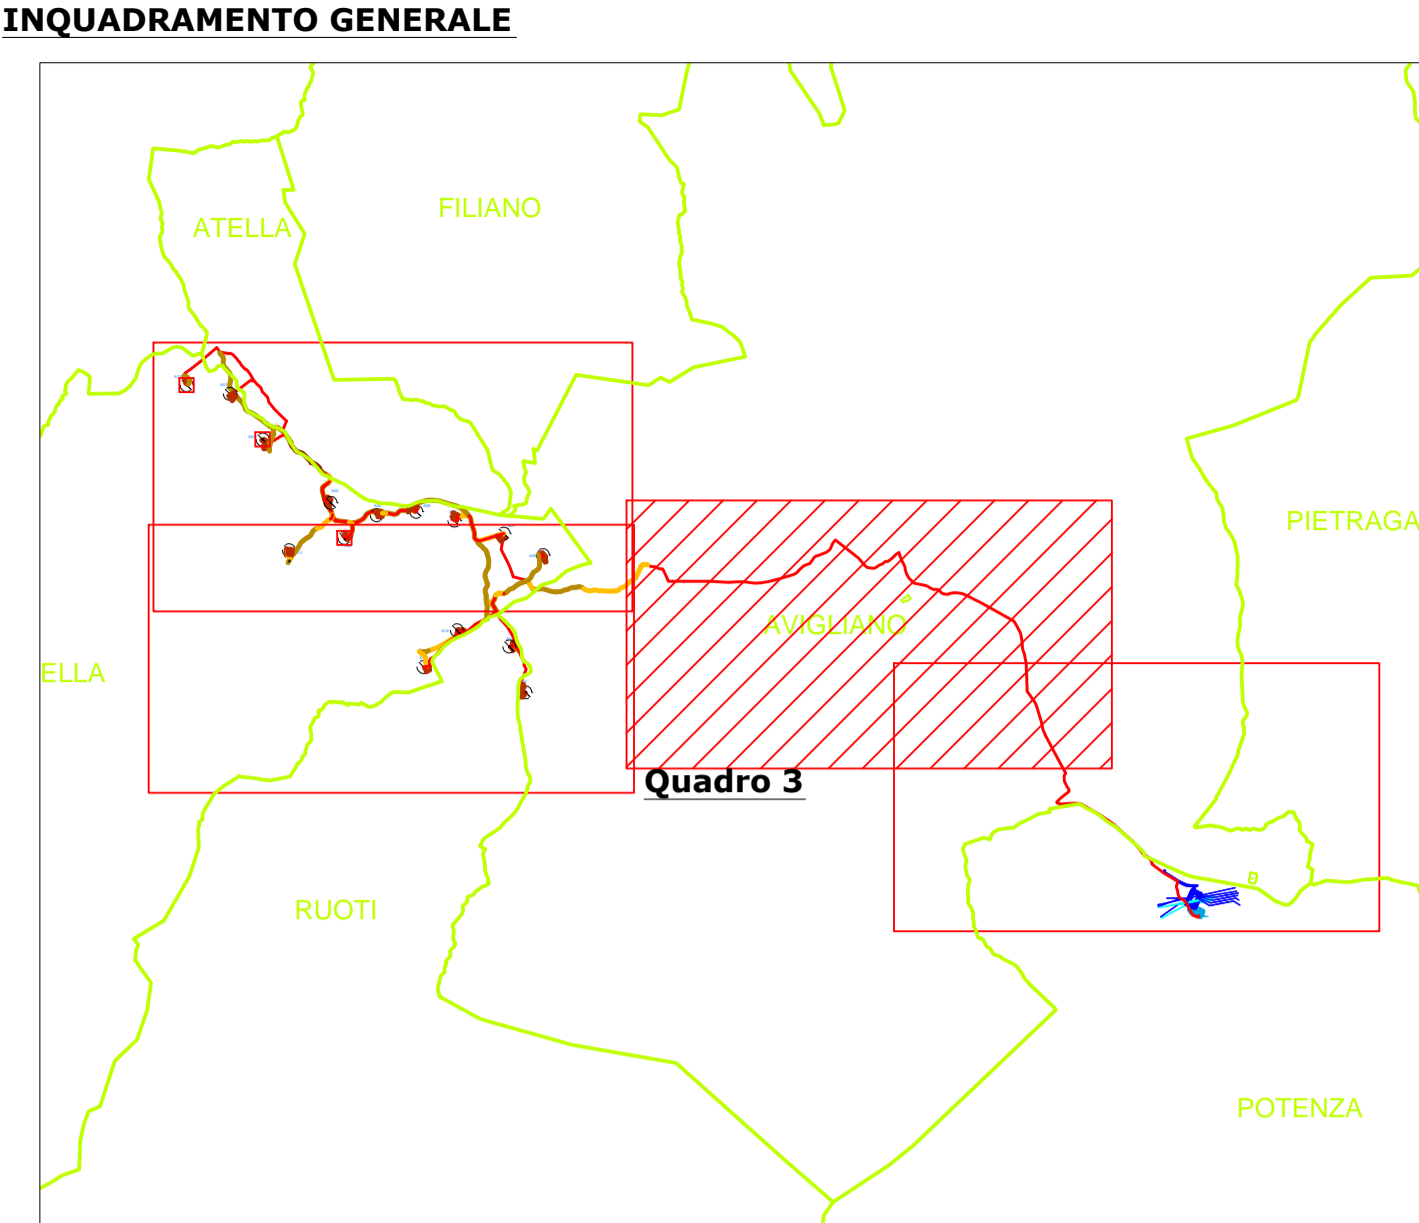 INQUADRAMENTO GENERALE
FILIANO
ATELLA
PIETRAGA
AVIGLIANO
ELLA
Quadro 3
RUOTI
POTENZA